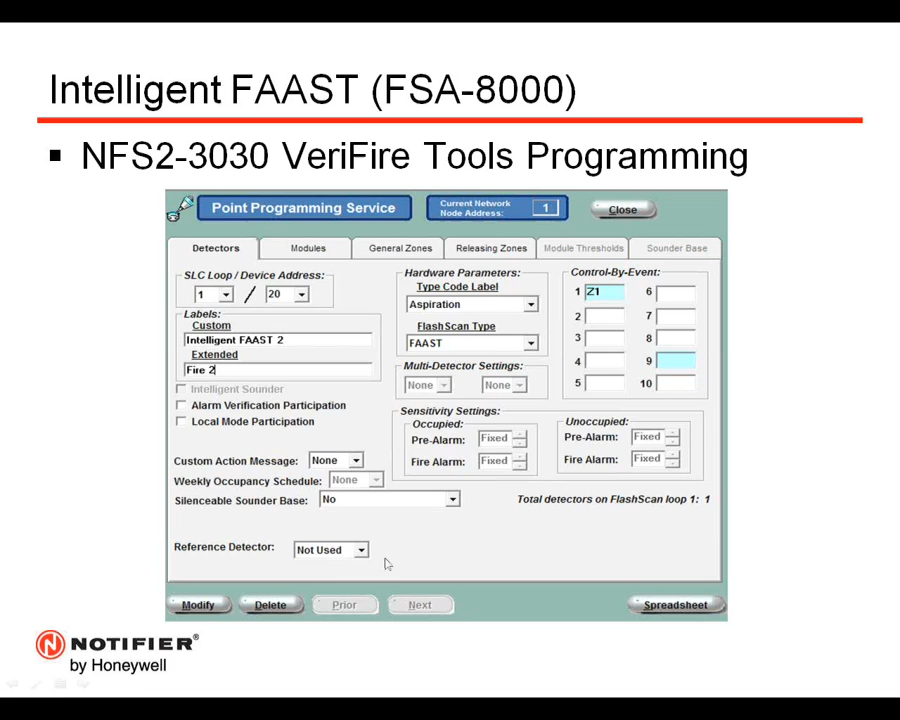 Intelligent FAAST (FSA-8000)
NFS2-3030 VeriFire Tools Programming
Point Programming Service
Current Network
Node Address: 1
Close
Detectors
Modules
General Zones
Releasing Zones
Module Thresholds
Sounder Base
SLC Loop / Device Address:
1 / 20
Labels:
Custom
Intelligent FAAST 2
Extended
Fire 2
Intelligent Sounder
Alarm Verification Participation
Local Mode Participation
Custom Action Message: None
Weekly Occupancy Schedule: None
Silenceable Sounder Base: No
Reference Detector: Not Used
Hardware Parameters:
Type Code Label
Aspiration
FlashScan Type
FAAST
Multi-Detector Settings:
None None
Control-By-Event:
1 Z1 6
2 7
3 8
4 9
5 10
Sensitivity Settings:
Occupied:
Pre-Alarm: Fixed
Fire Alarm: Fixed
Unoccupied:
Pre-Alarm: Fixed
Fire Alarm: Fixed
Total detectors on FlashScan loop 1: 1
Modify
Delete
Prior
Next
Spreadsheet
NOTIFIER®
by Honeywell